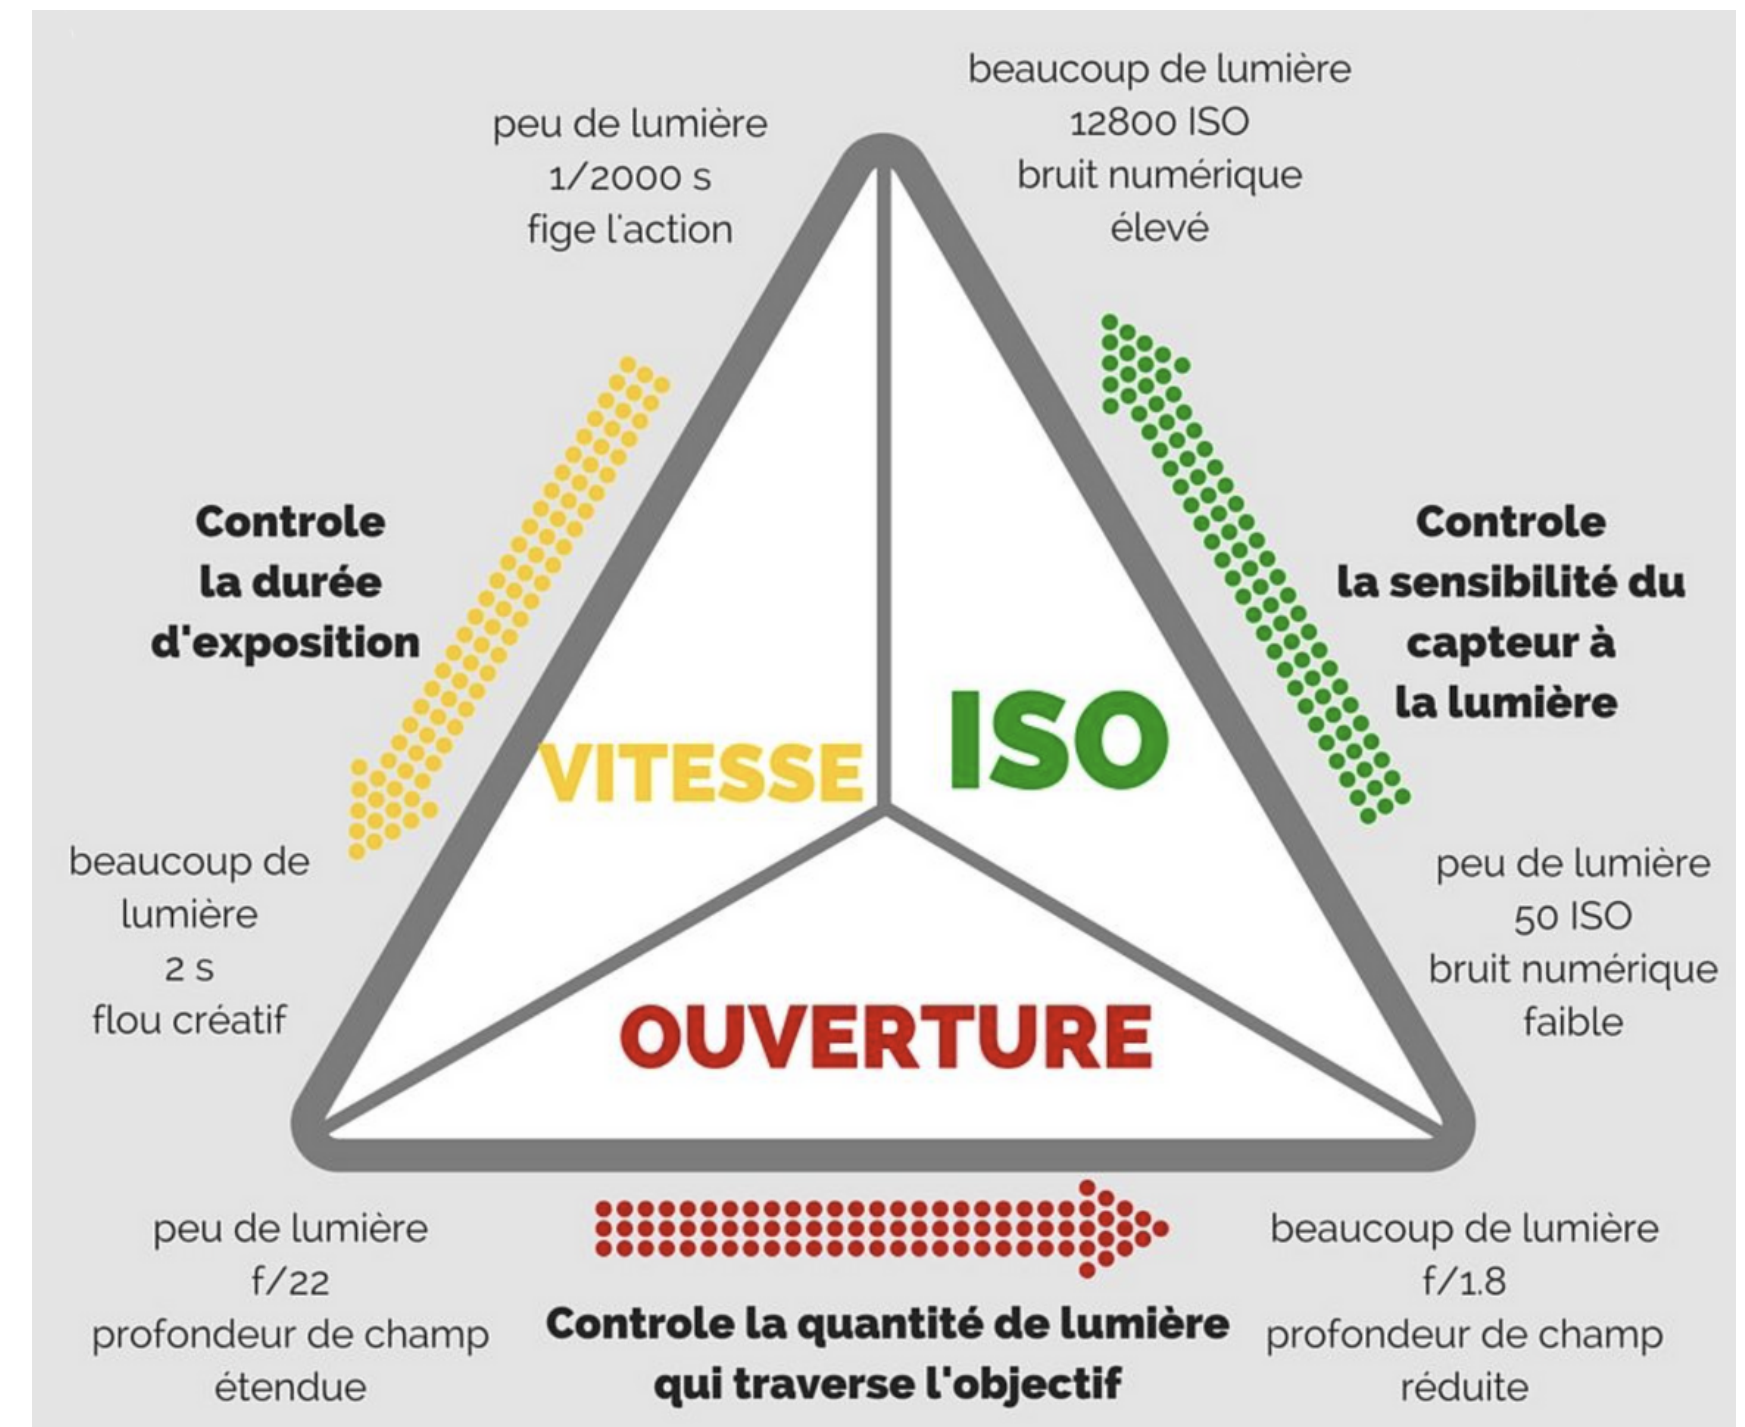 beaucoup de lumière
12800 ISO
bruit numérique
élevé
peu de lumière
1/2000 s
fige l'action
Controle
la durée
d'exposition
Controle
la sensibilité du
capteur à
la lumière
VITESSE
ISO
OUVERTURE
beaucoup de
lumière
2 s
flou créatif
peu de lumière
50 ISO
bruit numérique
faible
peu de lumière
f/22
profondeur de champ
étendue
Controle la quantité de lumière
qui traverse l'objectif
beaucoup de lumière
f/1.8
profondeur de champ
réduite